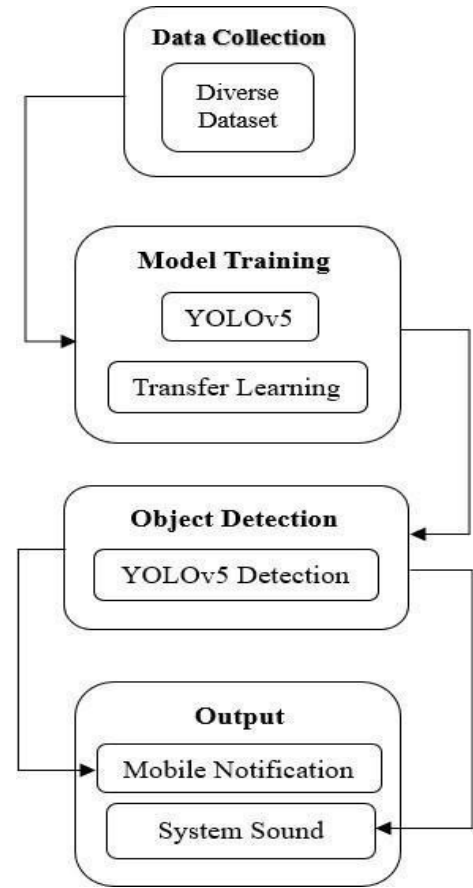 Data Collection
Diverse
Dataset
Model Training
YOLOv5
Transfer Learning
Object Detection
YOLOv5 Detection
Output
Mobile Notification
System Sound